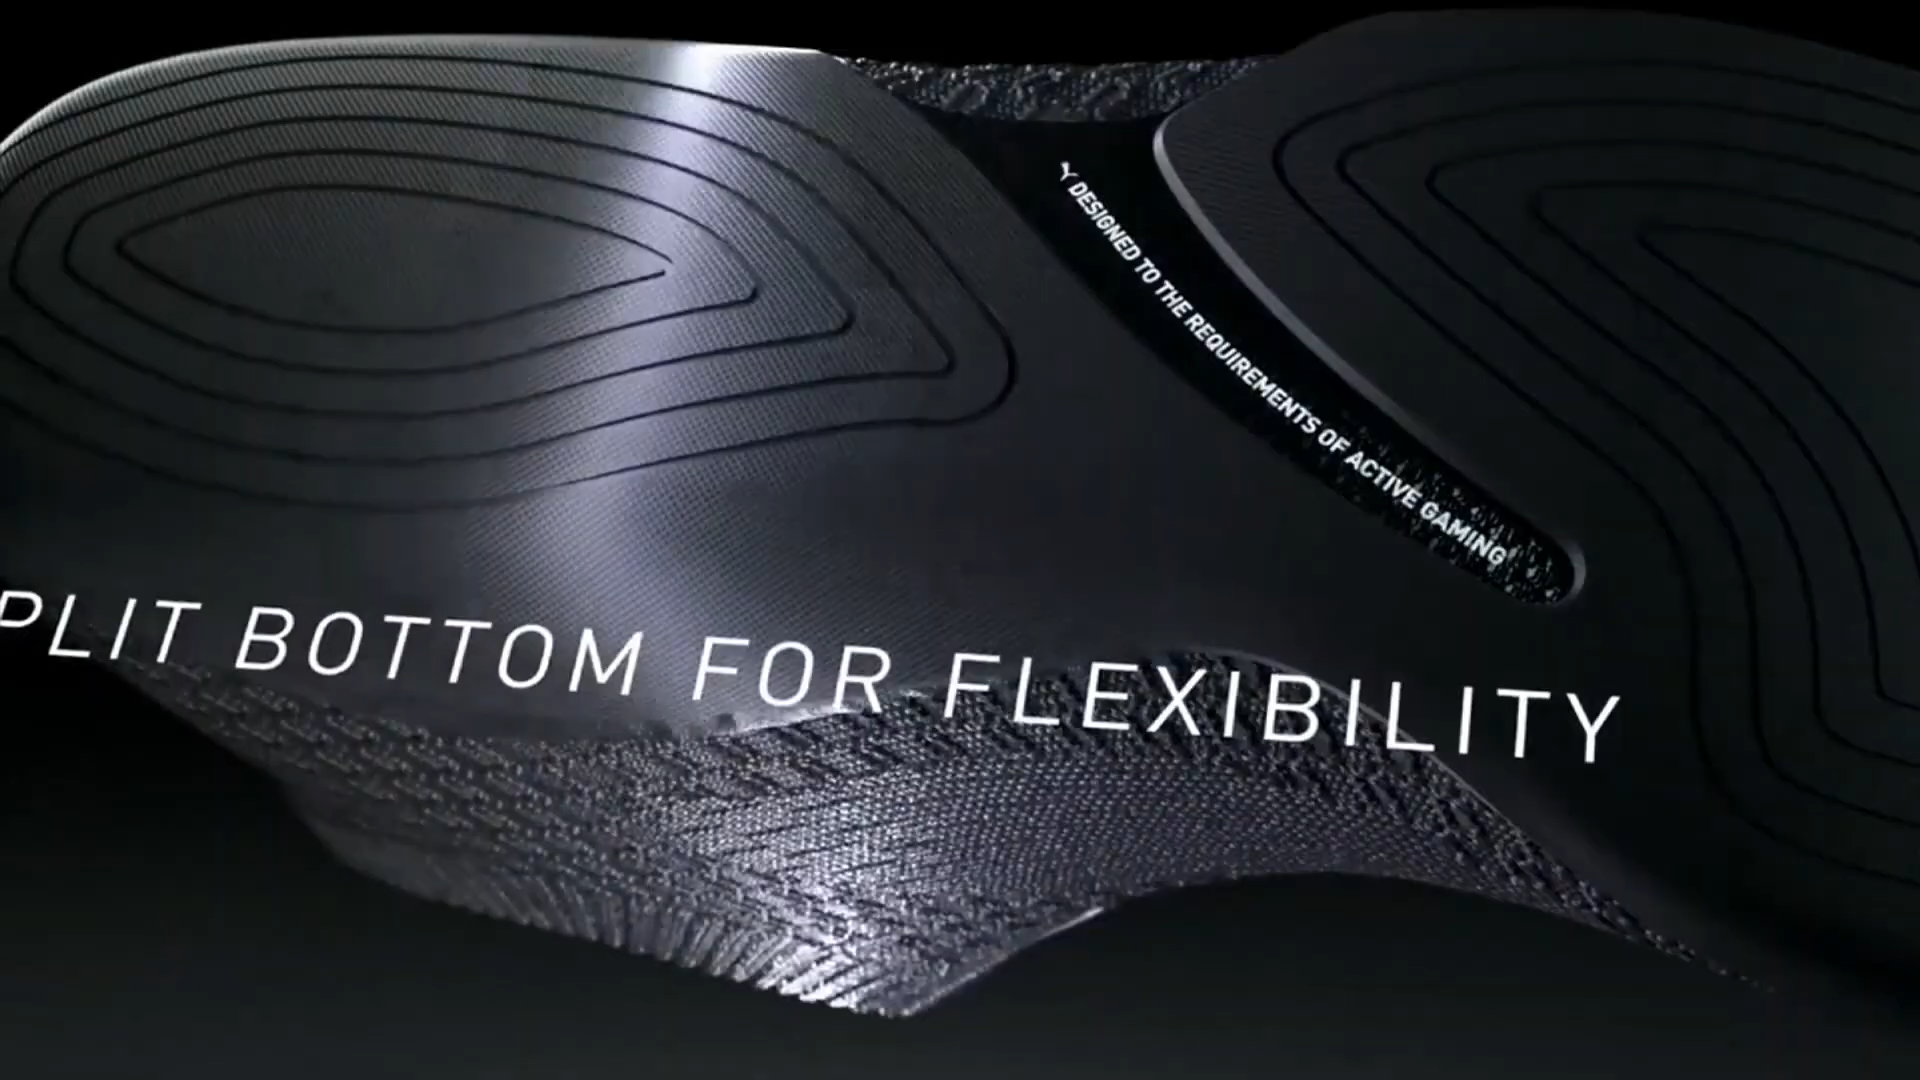 DESIGNED TO THE REQUIREMENTS OF ACTIVE GAMING
PLIT BOTTOM FOR FLEXIBILITY